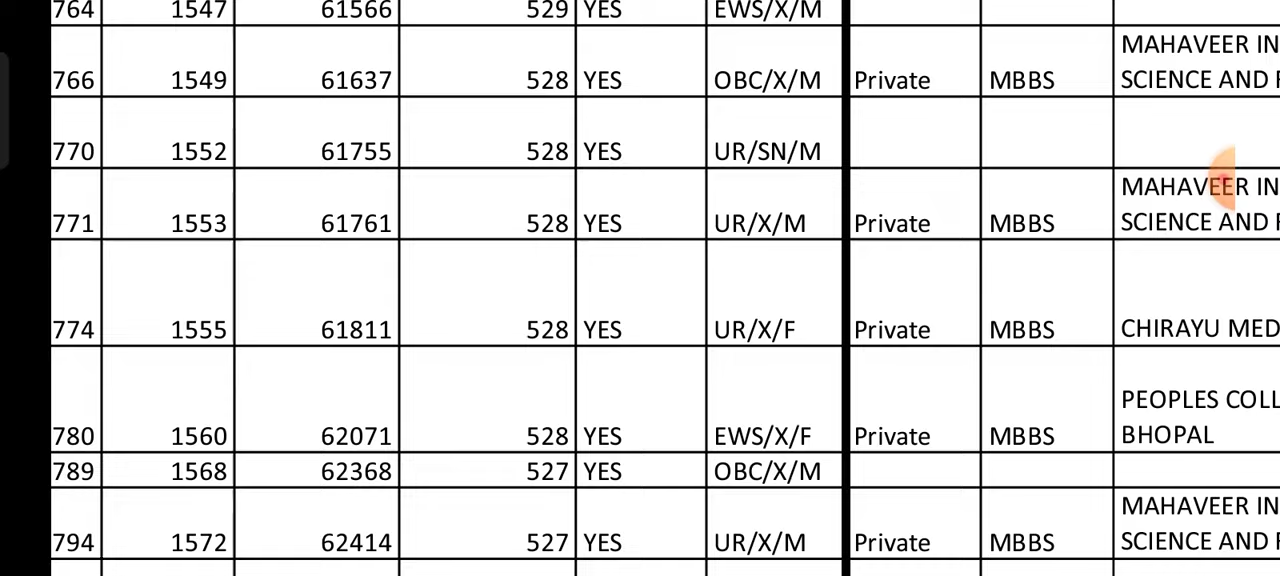 764 1547 61566 529 YES EWS/X/M
MAHAVEER IN
766 1549 61637 528 YES OBC/X/M Private MBBS SCIENCE AND
770 1552 61755 528 YES UR/SN/M
MAHAVEER IN
771 1553 61761 528 YES UR/X/M Private MBBS SCIENCE AND
774 1555 61811 528 YES UR/X/F Private MBBS CHIRAYU MED
PEOPLES COLL
780 1560 62071 528 YES EWS/X/F Private MBBS BHOPAL
789 1568 62368 527 YES OBC/X/M
MAHAVEER IN
794 1572 62414 527 YES UR/X/M Private MBBS SCIENCE AND